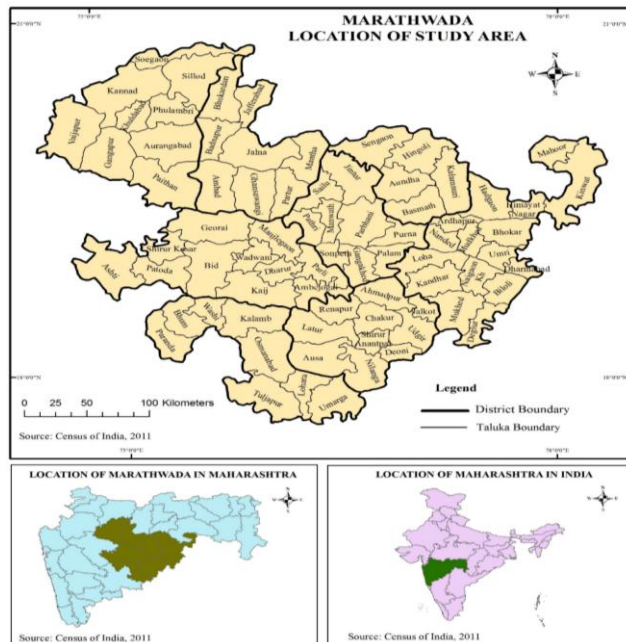 MARATHWADA
LOCATION OF STUDY AREA
Soegaon
Sillod
Kannad
Phulambri
Khuldabad
Vaijapur
Gangapur
Aurangabad
Paithan
Bhokardan
Jafferabad
Badnapur
Jalna
Mantha
Ambad
Ghansawangi
Partur
Sengaon
Hingoli
Kalamnuri
Aundha
Basmath
Jintur
Sailu
Manwath
Pathri
Parbhani
Purna
Palam
Sonpeth
Gangakhed
Mahoor
Kinwat
Hadgaon
Himayat
Nagar
Ardhapur
Bhokar
Mudkhed
Nanded
Umri
Dharmabad
Loha
Naigaon
Kh
Biloli
Kandhar
Mukhed
Deglur
Georai
Manjlegaon
Shirur Kasar
Wadwani
Patoda
Bid
Dharur
Parli
Ashti
Kaij
Ambejogai
Ahmadpur
Renapur
Jalkot
Chakur
Latur
Udgir
Shirur
Anantpal
Ausa
Deoni
Nilanga
Washi
Kalamb
Bhum
Paranda
Osmanabad
Lohara
Tuljapur
Umarga
W
N
E
S
0
25
50
100 Kilometers
Source: Census of India, 2011
Legend
District Boundary
Taluka Boundary
LOCATION OF MARATHWADA IN MAHARASHTRA
Source: Census of India, 2011
LOCATION OF MAHARASHTRA IN INDIA
Source: Census of India, 2011